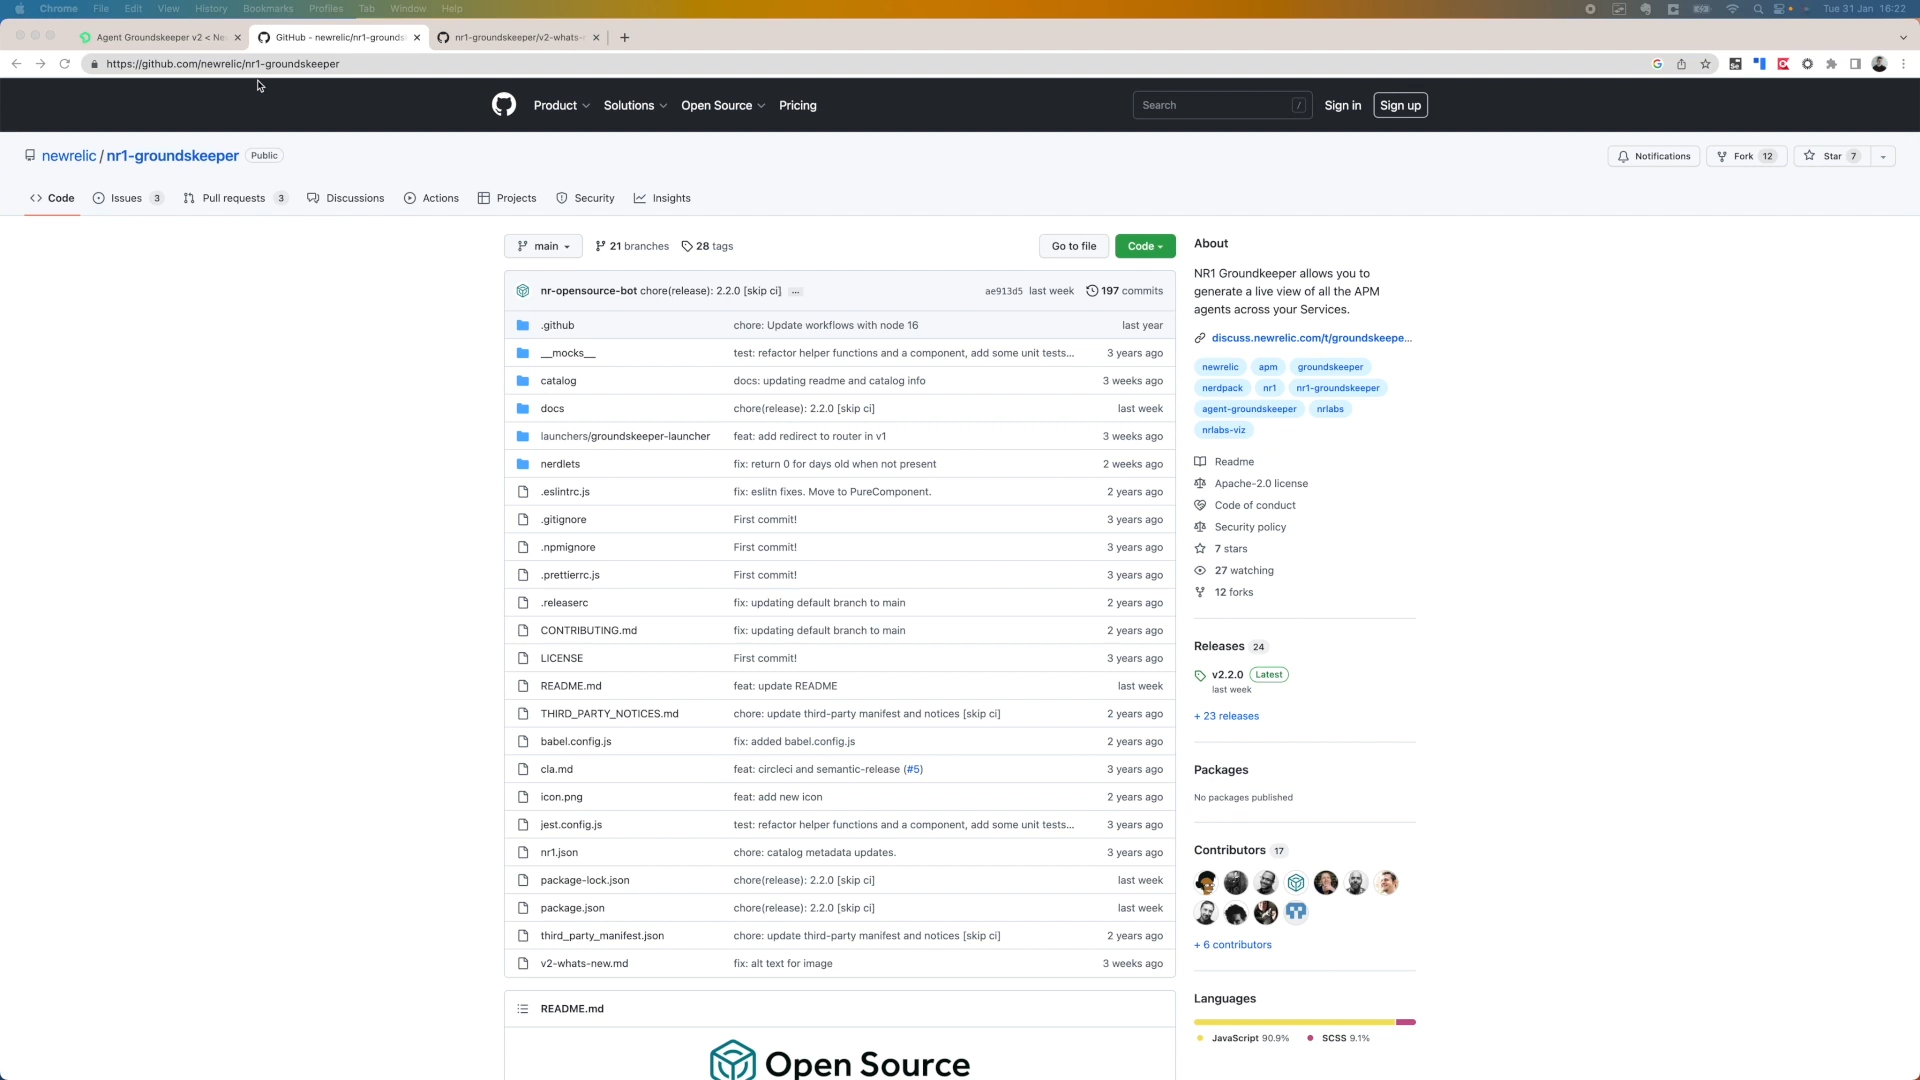 Chrome File Edit View History Bookmarks Profiles Tab Window Help Tue 31 Jan 16:22
Agent Groundskeeper v2 < Ne GitHub - newrelic/nr1-grounds nr1-groundskeeper/v2-whats-
https://github.com/newrelic/nr1-groundskeeper
Product Solutions Open Source Pricing Search / Sign in Sign up
newrelic / nr1-groundskeeper Public Notifications Fork 12 Star 7
Code Issues 3 Pull requests 3 Discussions Actions Projects Security Insights
main 21 branches 28 tags Go to file Code
nr-opensource-bot chore(release): 2.2.0 [skip ci] ... ae913d5 last week 197 commits
.github chore: Update workflows with node 16 last year
__mocks__ test: refactor helper functions and a component, add some unit tests... 3 years ago
catalog docs: updating readme and catalog info 3 weeks ago
docs chore(release): 2.2.0 [skip ci] last week
launchers/groundskeeper-launcher feat: add redirect to router in v1 3 weeks ago
nerdlets fix: return 0 for days old when not present 2 weeks ago
.eslintrc.js fix: eslitn fixes. Move to PureComponent. 2 years ago
.gitignore First commit! 3 years ago
.npmignore First commit! 3 years ago
.prettierrc.js First commit! 3 years ago
.releaserc fix: updating default branch to main 2 years ago
CONTRIBUTING.md fix: updating default branch to main 2 years ago
LICENSE First commit! 3 years ago
README.md feat: update README last week
THIRD_PARTY_NOTICES.md chore: update third-party manifest and notices [skip ci] 2 years ago
babel.config.js fix: added babel.config.js 2 years ago
cla.md feat: circleci and semantic-release (#5) 3 years ago
icon.png feat: add new icon 2 years ago
jest.config.js test: refactor helper functions and a component, add some unit tests... 3 years ago
nr1.json chore: catalog metadata updates. 3 years ago
package-lock.json chore(release): 2.2.0 [skip ci] last week
package.json chore(release): 2.2.0 [skip ci] last week
third_party_manifest.json chore: update third-party manifest and notices [skip ci] 2 years ago
v2-whats-new.md fix: alt text for image 3 weeks ago
README.md
Open Source
About
NR1 Groundkeeper allows you to
generate a live view of all the APM
agents across your Services.
discuss.newrelic.com/t/groundskeepe...
newrelic apm groundskeeper
nerdpack nr1 nr1-groundskeeper
agent-groundskeeper nrlabs
nrlabs-viz
Readme
Apache-2.0 license
Code of conduct
Security policy
7 stars
27 watching
12 forks
Releases 24
v2.2.0 Latest
last week
+ 23 releases
Packages
No packages published
Contributors 17
+ 6 contributors
Languages
JavaScript 90.9% SCSS 9.1%